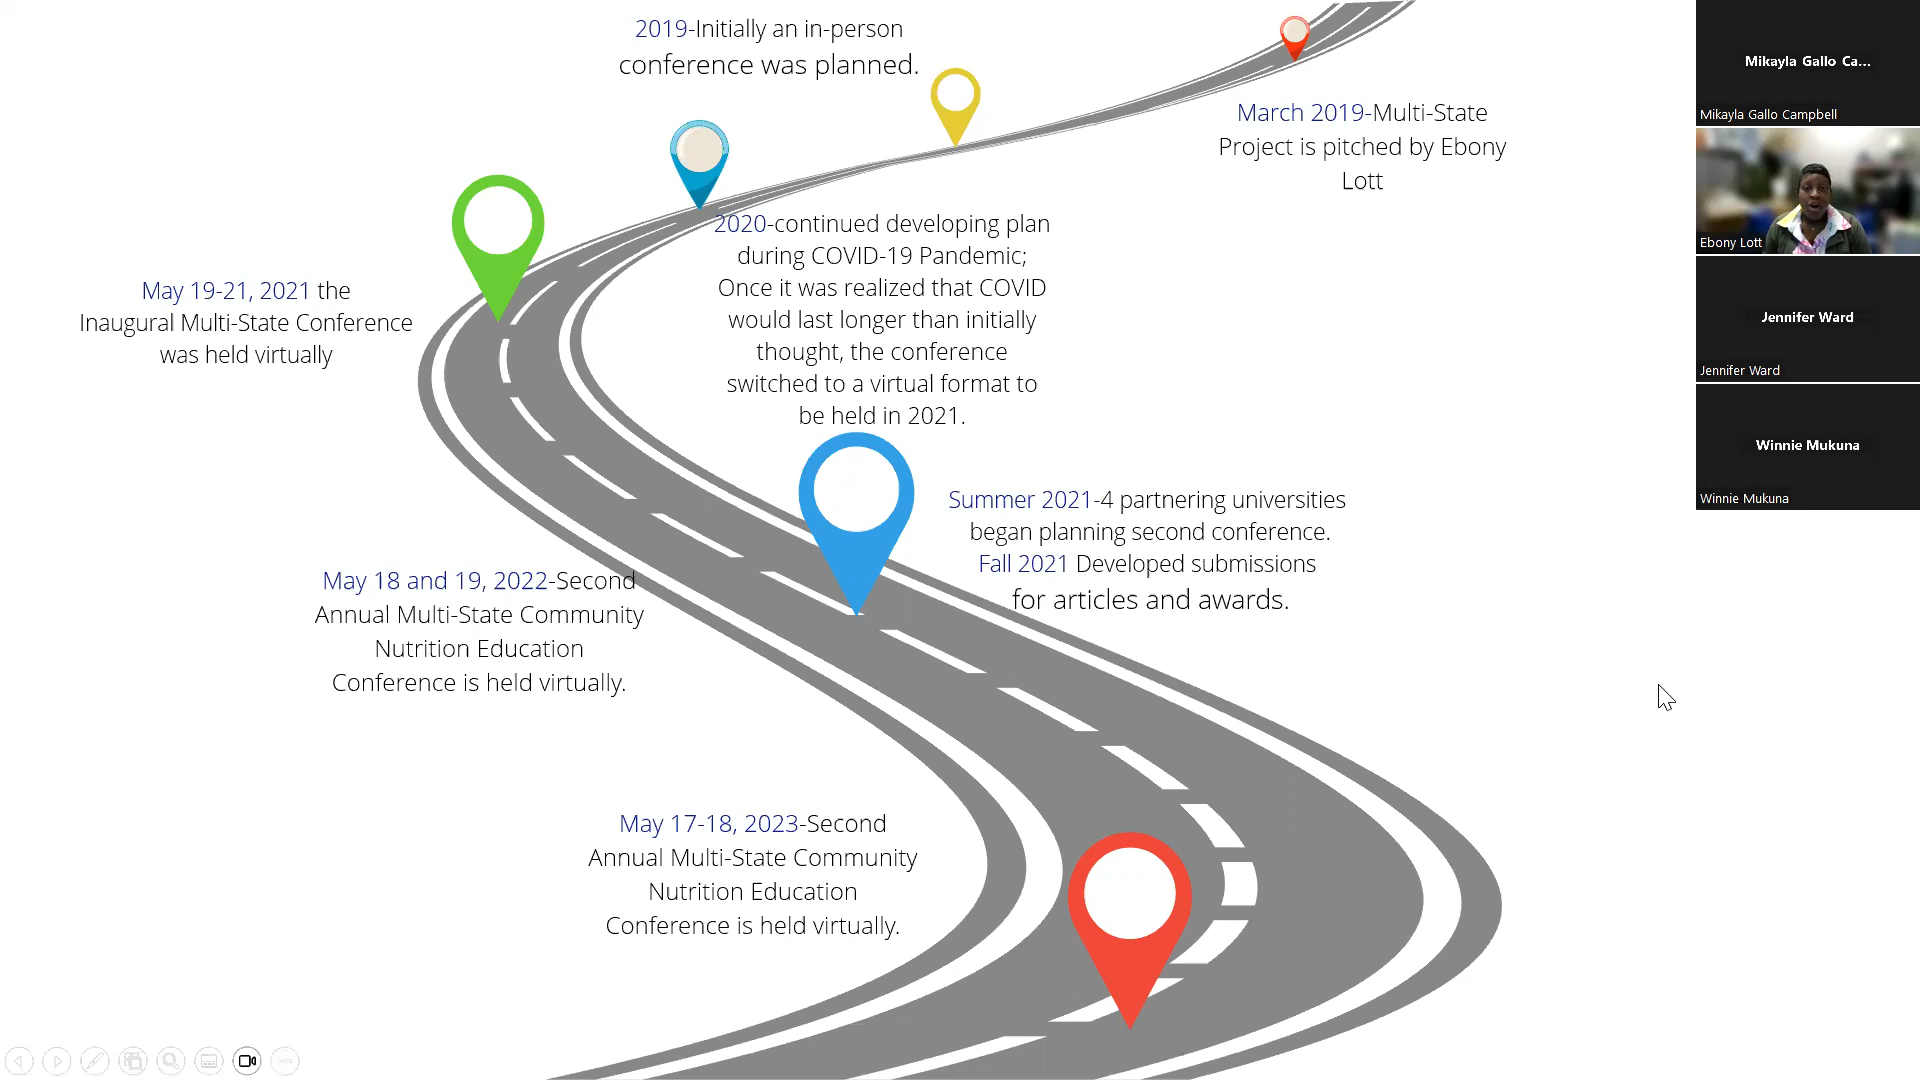 2019-Initially an in-person
conference was planned.
March 2019-Multi-State
Project is pitched by Ebony
Lott
2020-continued developing plan
during COVID-19 Pandemic;
Once it was realized that COVID
would last longer than initially
thought, the conference
switched to a virtual format to
be held in 2021.
May 19-21, 2021 the
Inaugural Multi-State Conference
was held virtually
Summer 2021-4 partnering universities
began planning second conference.
Fall 2021 Developed submissions
for articles and awards.
May 18 and 19, 2022-Second
Annual Multi-State Community
Nutrition Education
Conference is held virtually.
May 17-18, 2023-Second
Annual Multi-State Community
Nutrition Education
Conference is held virtually.
Mikayla Gallo Ca...
Mikayla Gallo Campbell
Ebony Lott
Jennifer Ward
Jennifer Ward
Winnie Mukuna
Winnie Mukuna